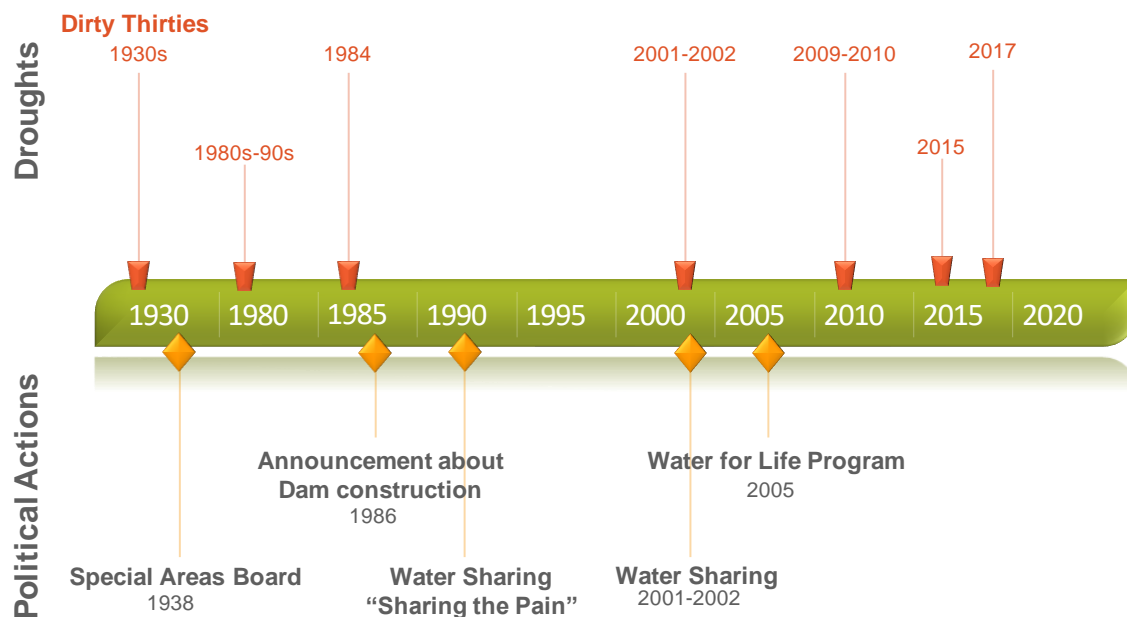 Dirty Thirties
1930s
1984
2001-2002
2009-2010
2017
1980s-90s
2015
Droughts
1930
1980
1985
1990
1995
2000
2005
2010
2015
2020
Political Actions
Announcement about
Dam construction
1986
Water for Life Program
2005
Special Areas Board
1938
Water Sharing
“Sharing the Pain”
Water Sharing
2001-2002